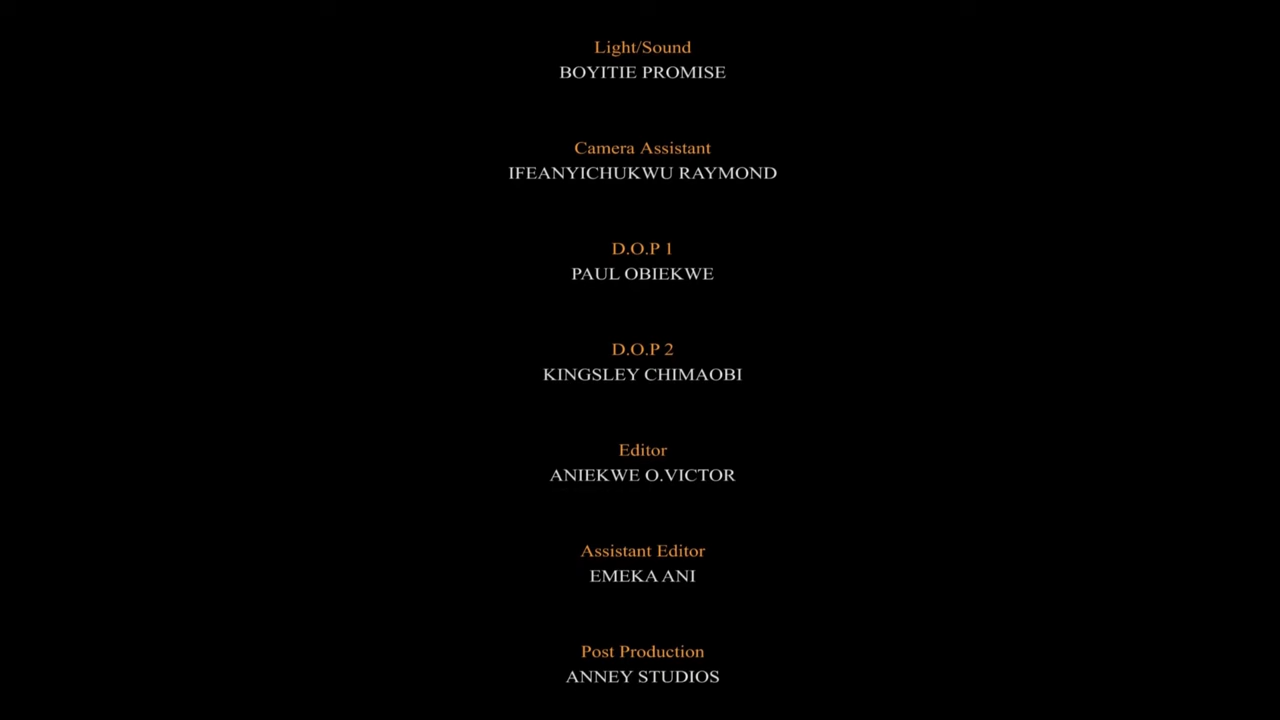 Light/Sound
BOYITIE PROMISE
Camera Assistant
IFEANYICHUKWU RAYMOND
D.O.P 1
PAUL OBIEKWE
D.O.P 2
KINGSLEY CHIMAOBI
Editor
ANIEKWE O.VICTOR
Assistant Editor
EMEKA ANI
Post Production
ANNEY STUDIOS